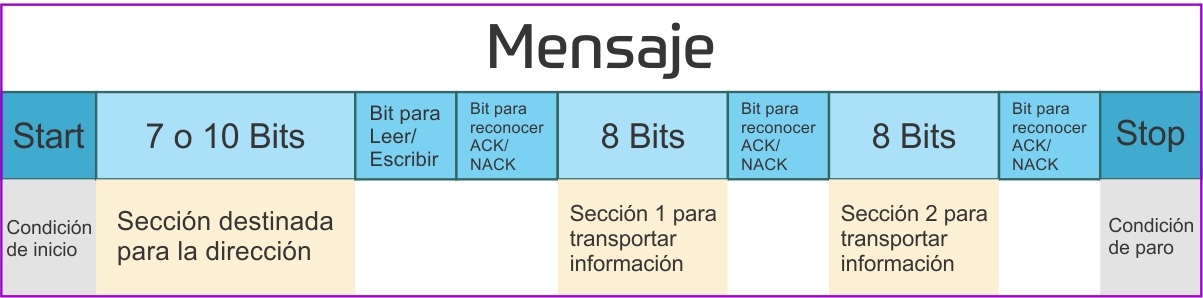 Mensaje
Start
7 o 10 Bits
Bit para
Leer/
Escribir
Bit para
reconocer
ACK/
NACK
8 Bits
Bit para
reconocer
ACK/
NACK
8 Bits
Bit para
reconocer
ACK/
NACK
Stop
Condición
de inicio
Sección destinada
para la dirección
Sección 1 para
transportar
información
Sección 2 para
transportar
información
Condición
de paro